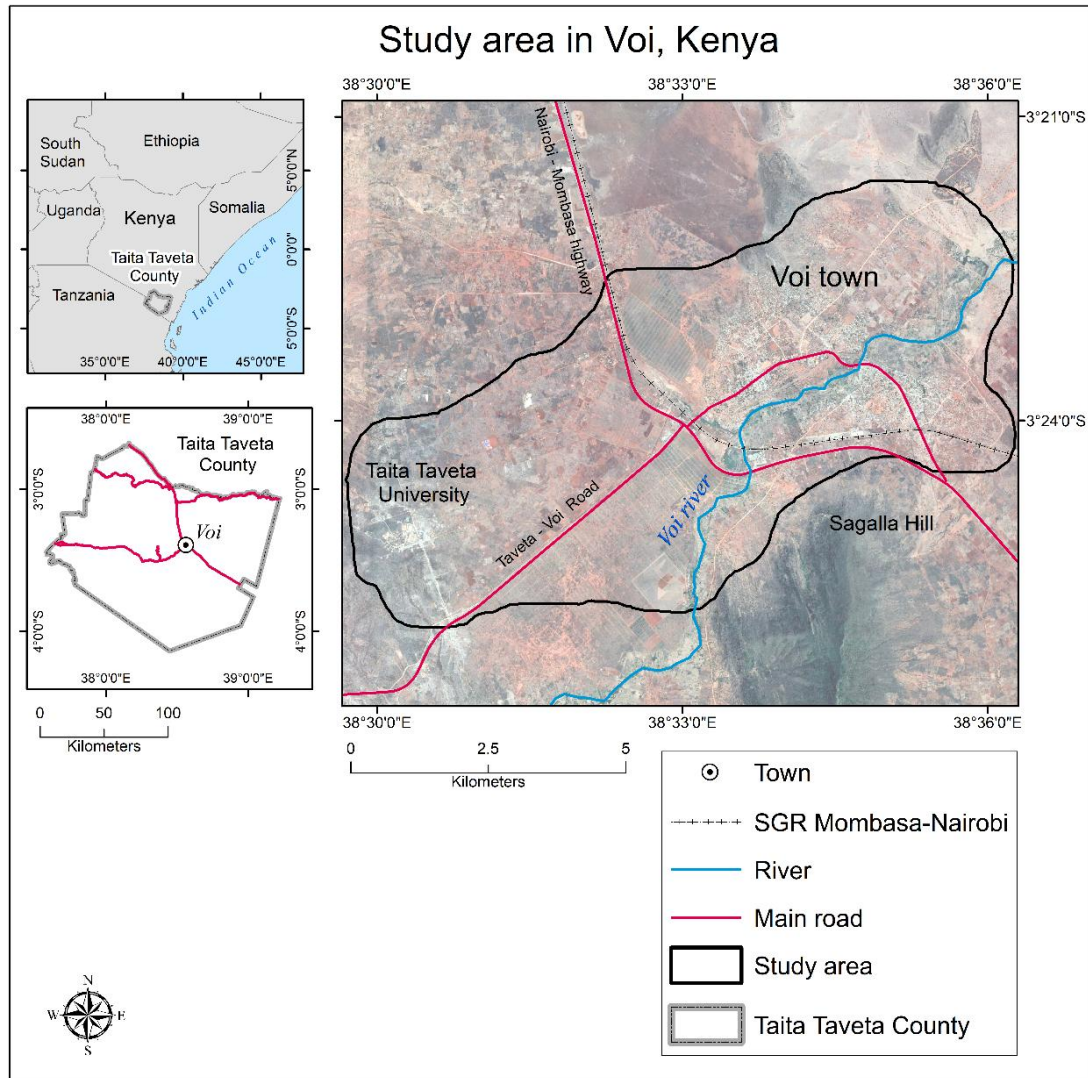 Study area in Voi, Kenya
South
Sudan
Ethiopia
Uganda
Kenya
Somalia
Taita Taveta
County
Tanzania
Indian Ocean
5°0'0"N
0°0'0"
5°0'0"S
35°0'0"E
40°0'0"E
45°0'0"E
38°0'0"E
39°0'0"E
Taita Taveta
County
3°0'0"S
3°0'0"S
Voi
4°0'0"S
4°0'0"S
38°0'0"E
39°0'0"E
0
50
100
Kilometers
38°30'0"E
38°33'0"E
38°36'0"E
3°21'0"S
Nairobi - Mombasa highway
Voi town
3°24'0"S
Taita Taveta
University
Taveta - Voi Road
Voi river
Sagalla Hill
38°30'0"E
38°33'0"E
38°36'0"E
0
2.5
5
Kilometers
Town
SGR Mombasa-Nairobi
River
Main road
Study area
Taita Taveta County
N
W
E
S